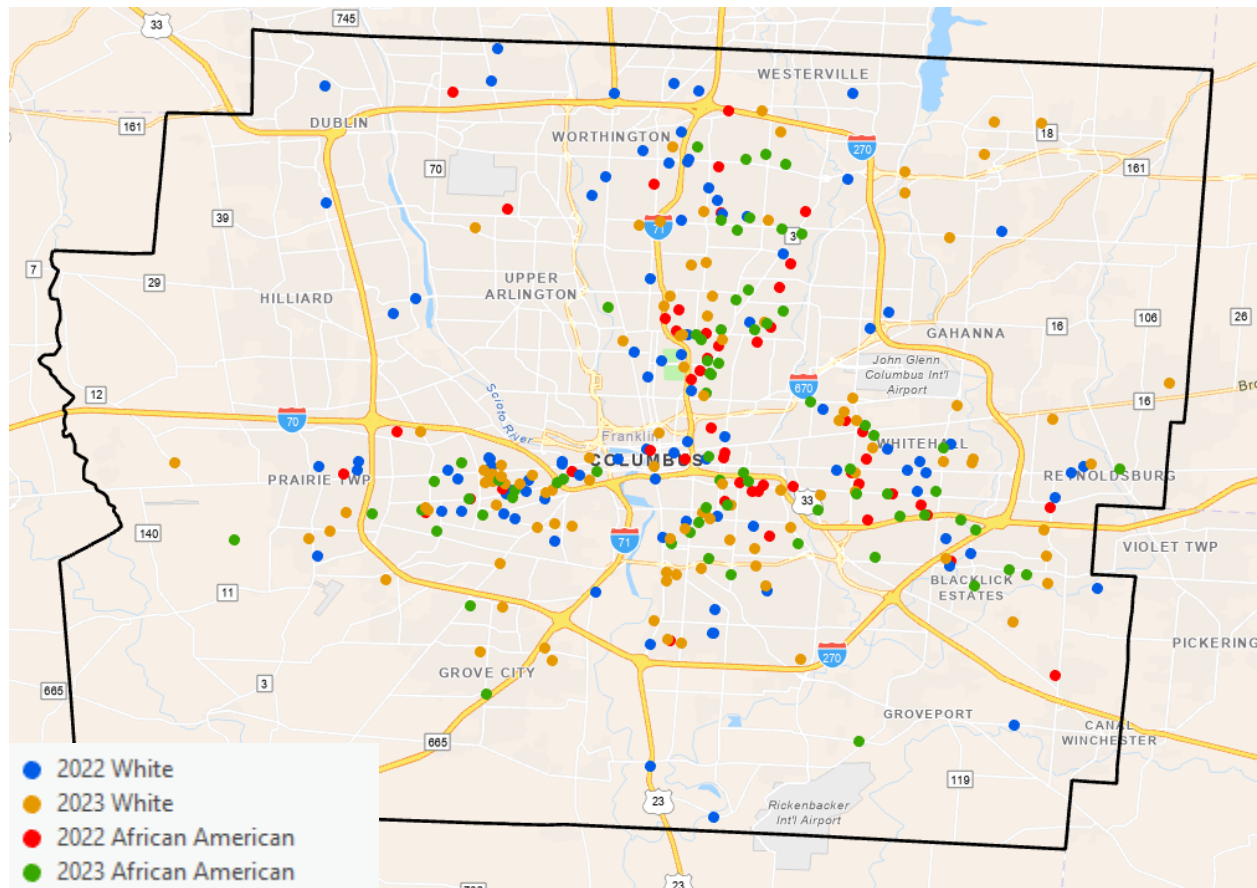 745
33
WESTERVILLE
161
DUBLIN
WORTHINGTON
18
270
70
161
39
71
3
7
29
UPPER
ARLINGTON
HILLIARD
106
26
16
GAHANNA
John Glenn
Columbus Int'l
Airport
12
670
Scioto River
16
Bro
70
Franklin
WHITEHALL
COLUMBUS
PRAIRIE TWP
REYNOLDSBURG
33
140
71
VIOLET TWP
11
BLACKLICK
ESTATES
PICKERING
270
GROVE CITY
3
665
GROVEPORT
CANAL
WINCHESTER
665
119
23
Rickenbacker
Int'l Airport
2022 White
2023 White
2022 African American
2023 African American
23